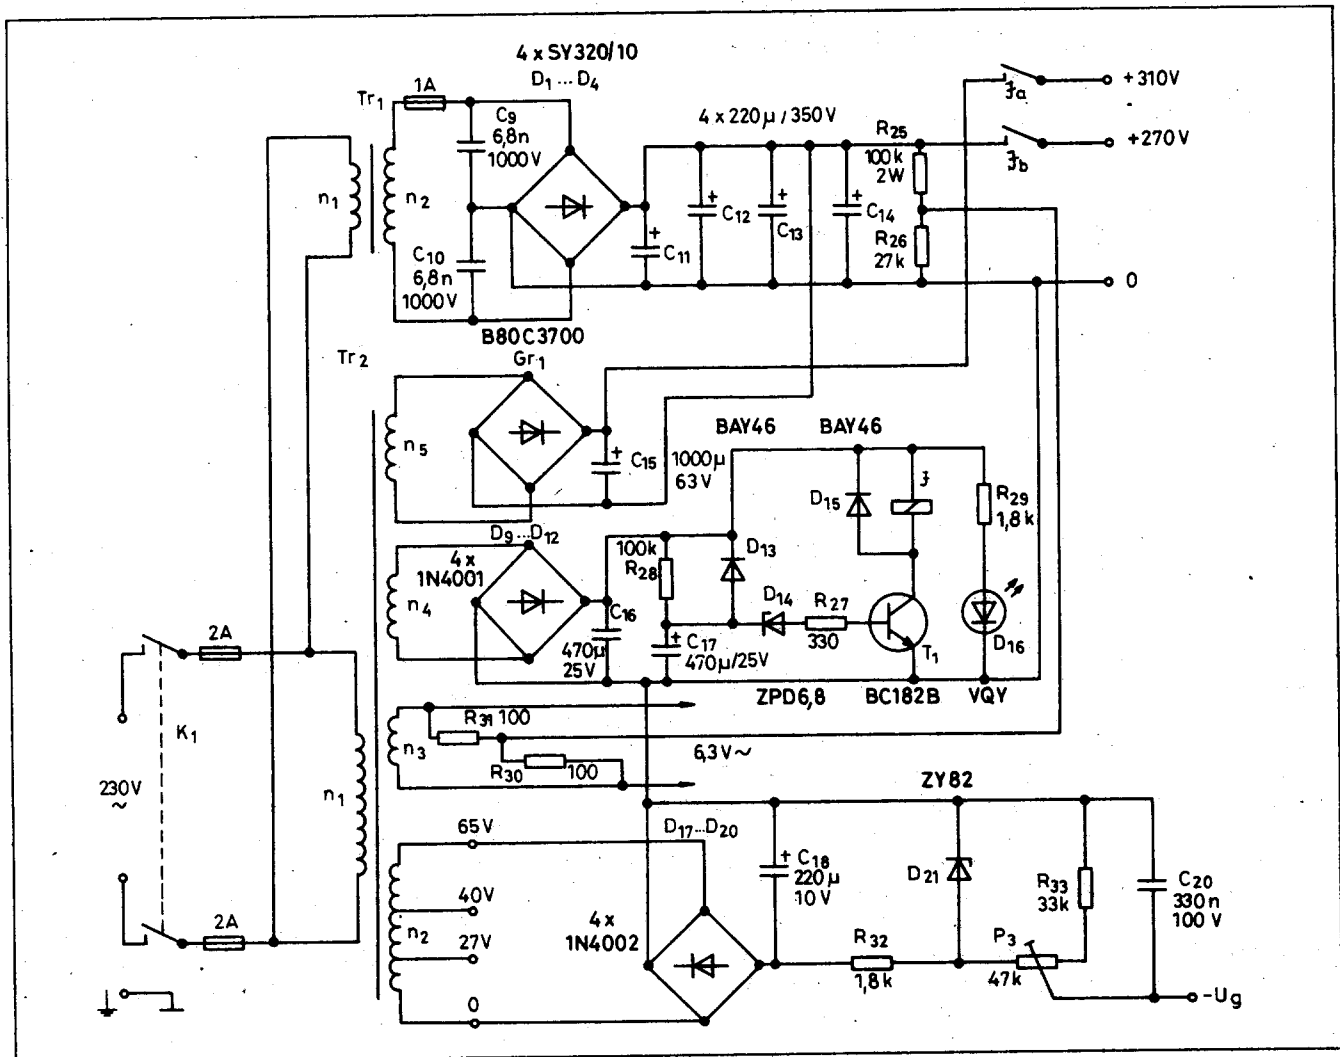 4 x SY320/10
D1 ... D4
Tr1
1A
C9
6,8n
1000V
n1
n2
C10
6,8n
1000V
4 x 220µ / 350V
C11
C12
C13
C14
R25
100k
2W
R26
27k
+310V
+270V
0
B80C3700
Gr1
Tr2
n5
C15
1000µ
63V
BAY46
BAY46
D15
R29
1,8k
D9...D12
4x
1N4001
n4
C16
470µ
25V
100k
R28
D13
D14
R27
330
C17
470µ/25V
T1
D16
ZPD6,8
BC182B
VQY
2A
K1
230V
~
2A
n1
n3
R31 100
R30
100
6,3V~
ZY82
65V
40V
n2
27V
0
D17...D20
4x
1N4002
C18
220µ
10V
D21
R32
1,8k
R33
33k
P3
47k
C20
330n
100V
-Ug